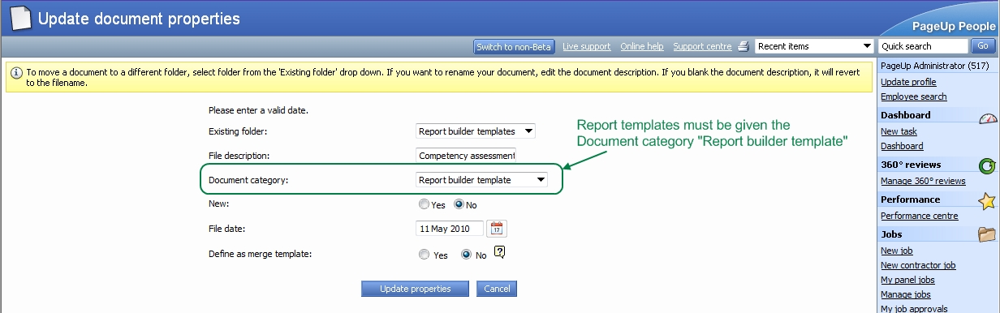 Update document properties
PageUp People
Switch to non-Beta Live support Online help Support centre Recent items Quick search Go
To move a document to a different folder, select folder from the 'Existing folder' drop down. If you want to rename your document, edit the document description. If you blank the document description, it will revert
to the filename.
Please enter a valid date.
Existing folder: Report builder templates
File description: Competency assessment
Document category: Report builder template
New: Yes No
File date: 11 May 2010 17
Define as merge template: Yes No ?
Update properties Cancel
Report templates must be given the
Document category "Report builder template"
PageUp Administrator (517)
Update profile
Employee search
Dashboard
New task
Dashboard
360° reviews
Manage 360° reviews
Performance
Performance centre
Jobs
New job
New contractor job
My panel jobs
Manage jobs
My job approvals